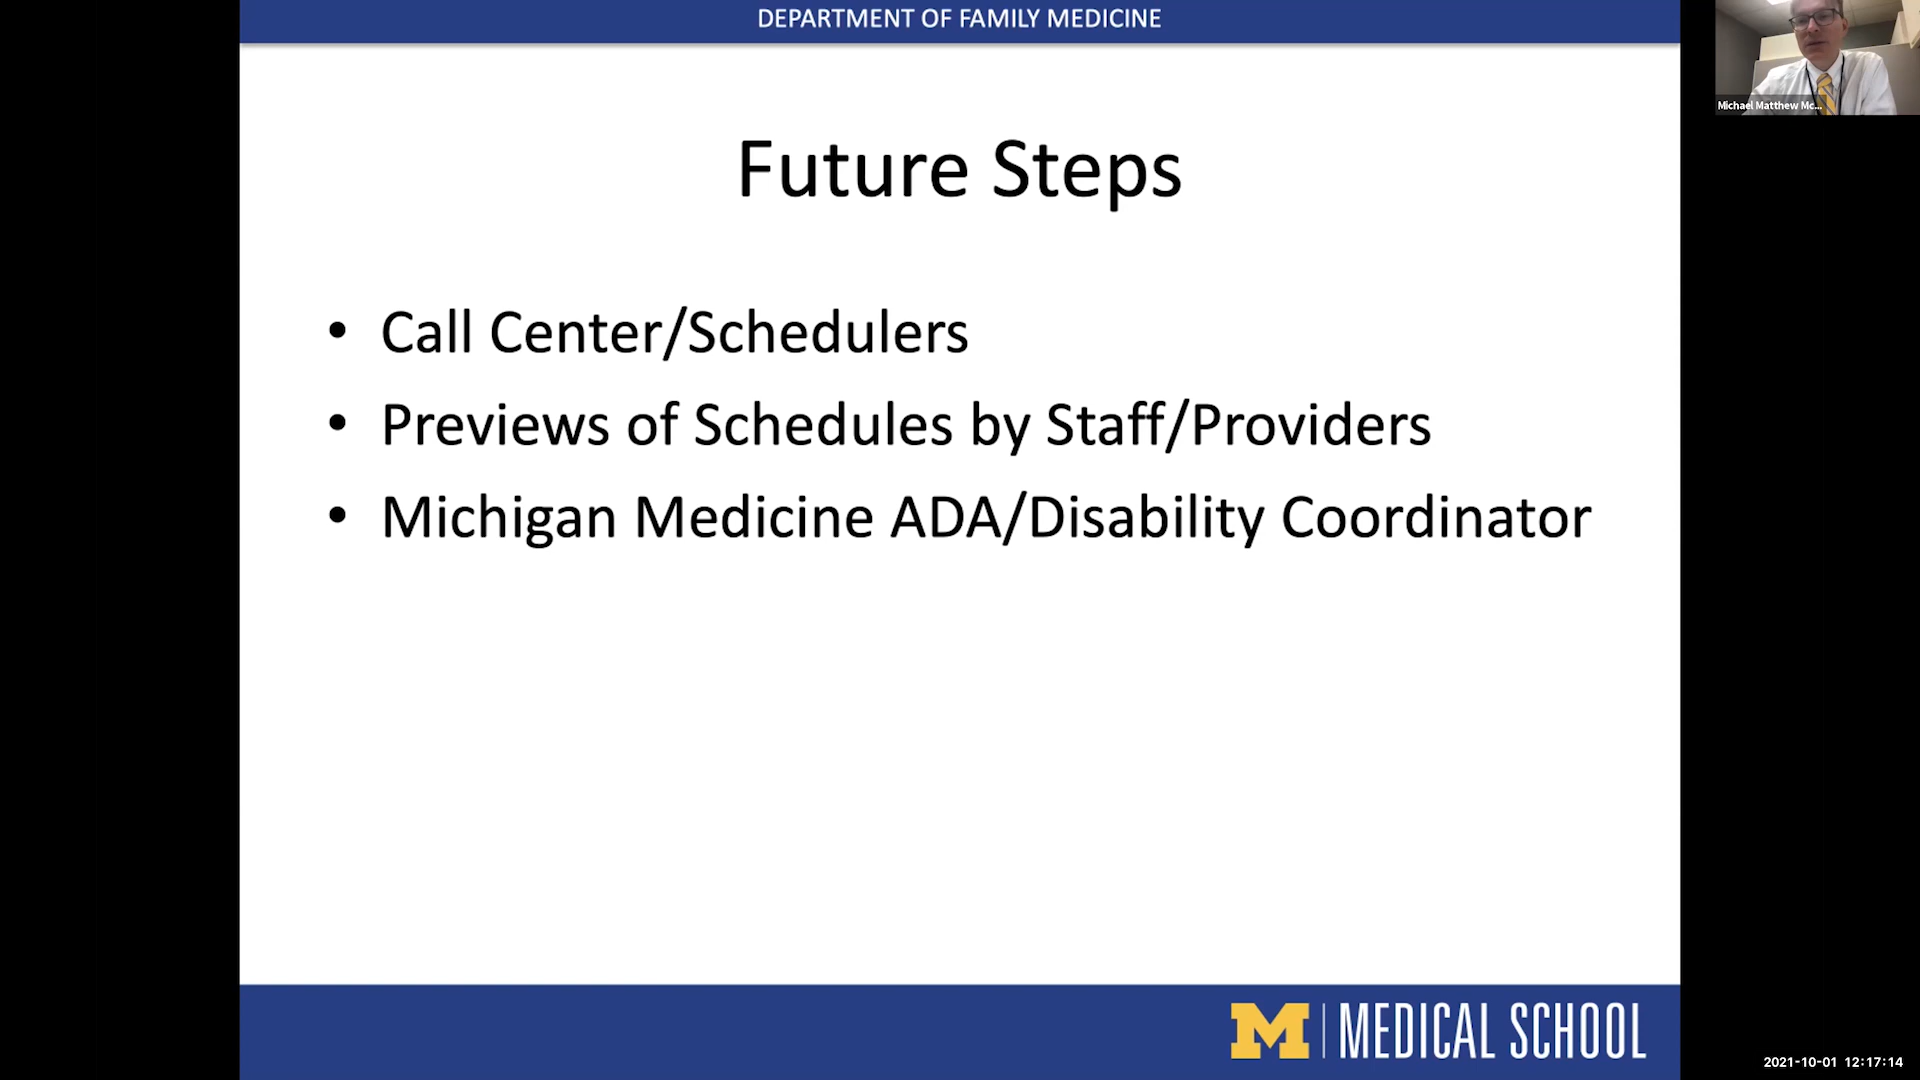 DEPARTMENT OF FAMILY MEDICINE
Michael Matthew Mc...
Future Steps
• Call Center/Schedulers
• Previews of Schedules by Staff/Providers
• Michigan Medicine ADA/Disability Coordinator
M | MEDICAL SCHOOL
2021-10-01 12:17:14